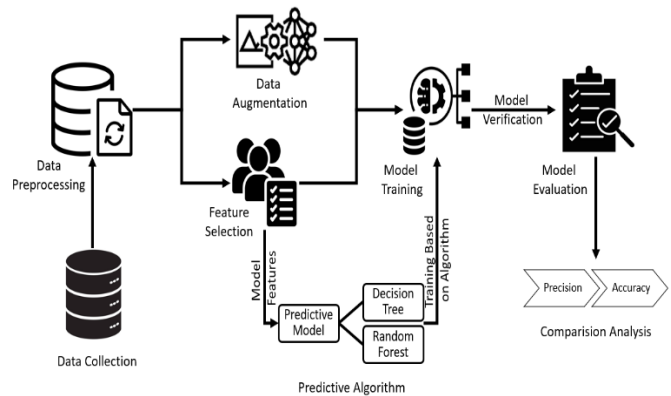 Data
Augmentation
Data
Preprocessing
Feature
Selection
Model
Training
Model
Verification
Model
Evaluation
Model
Features
Training Based
on Algorithm
Predictive
Model
Decision
Tree
Random
Forest
Precision
Accuracy
Comparision Analysis
Data Collection
Predictive Algorithm